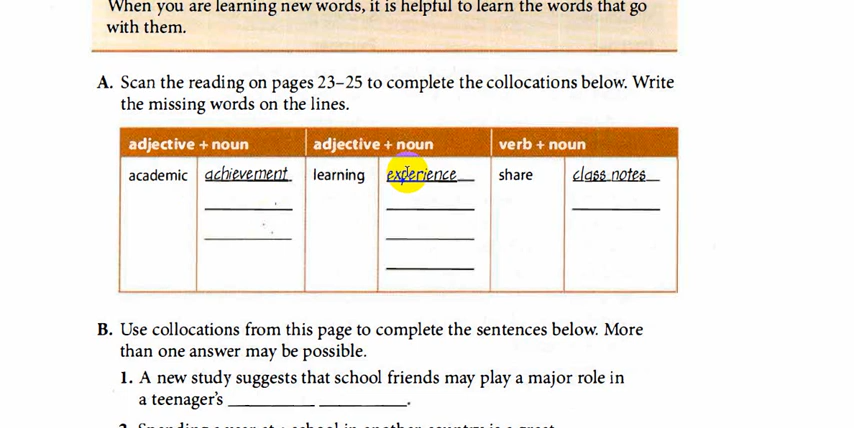 When you are learning new words, it is helpful to learn the words that go
with them.
A. Scan the reading on pages 23–25 to complete the collocations below. Write
the missing words on the lines.
adjective + noun adjective + noun verb + noun
academic achievement learning experience share class notes
B. Use collocations from this page to complete the sentences below. More
than one answer may be possible.
1. A new study suggests that school friends may play a major role in
a teenager's __________ __________.